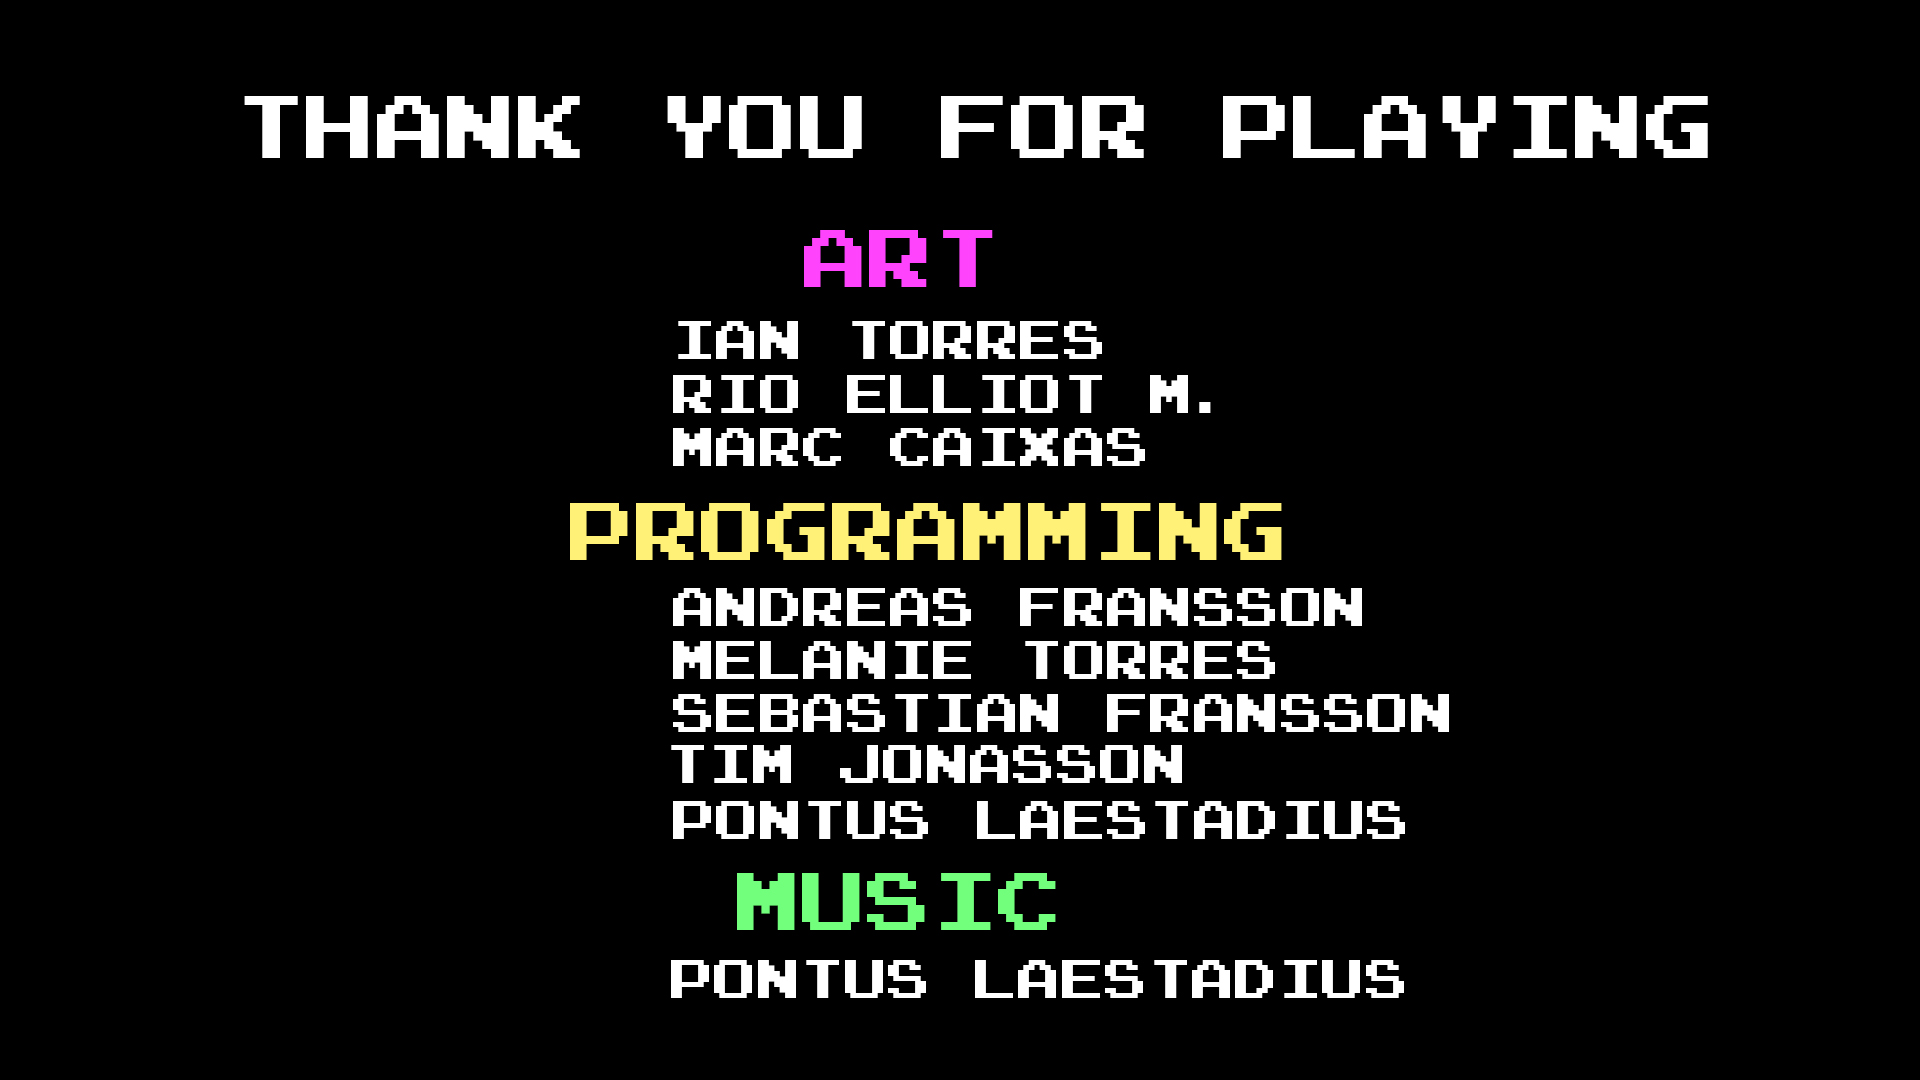 THANK YOU FOR PLAYING
ART
IAN TORRES
RIO ELLIOT M.
MARC CAIXAS
PROGRAMMING
ANDREAS FRANSSON
MELANIE TORRES
SEBASTIAN FRANSSON
TIM JONASSON
PONTUS LAESTADIUS
MUSIC
PONTUS LAESTADIUS